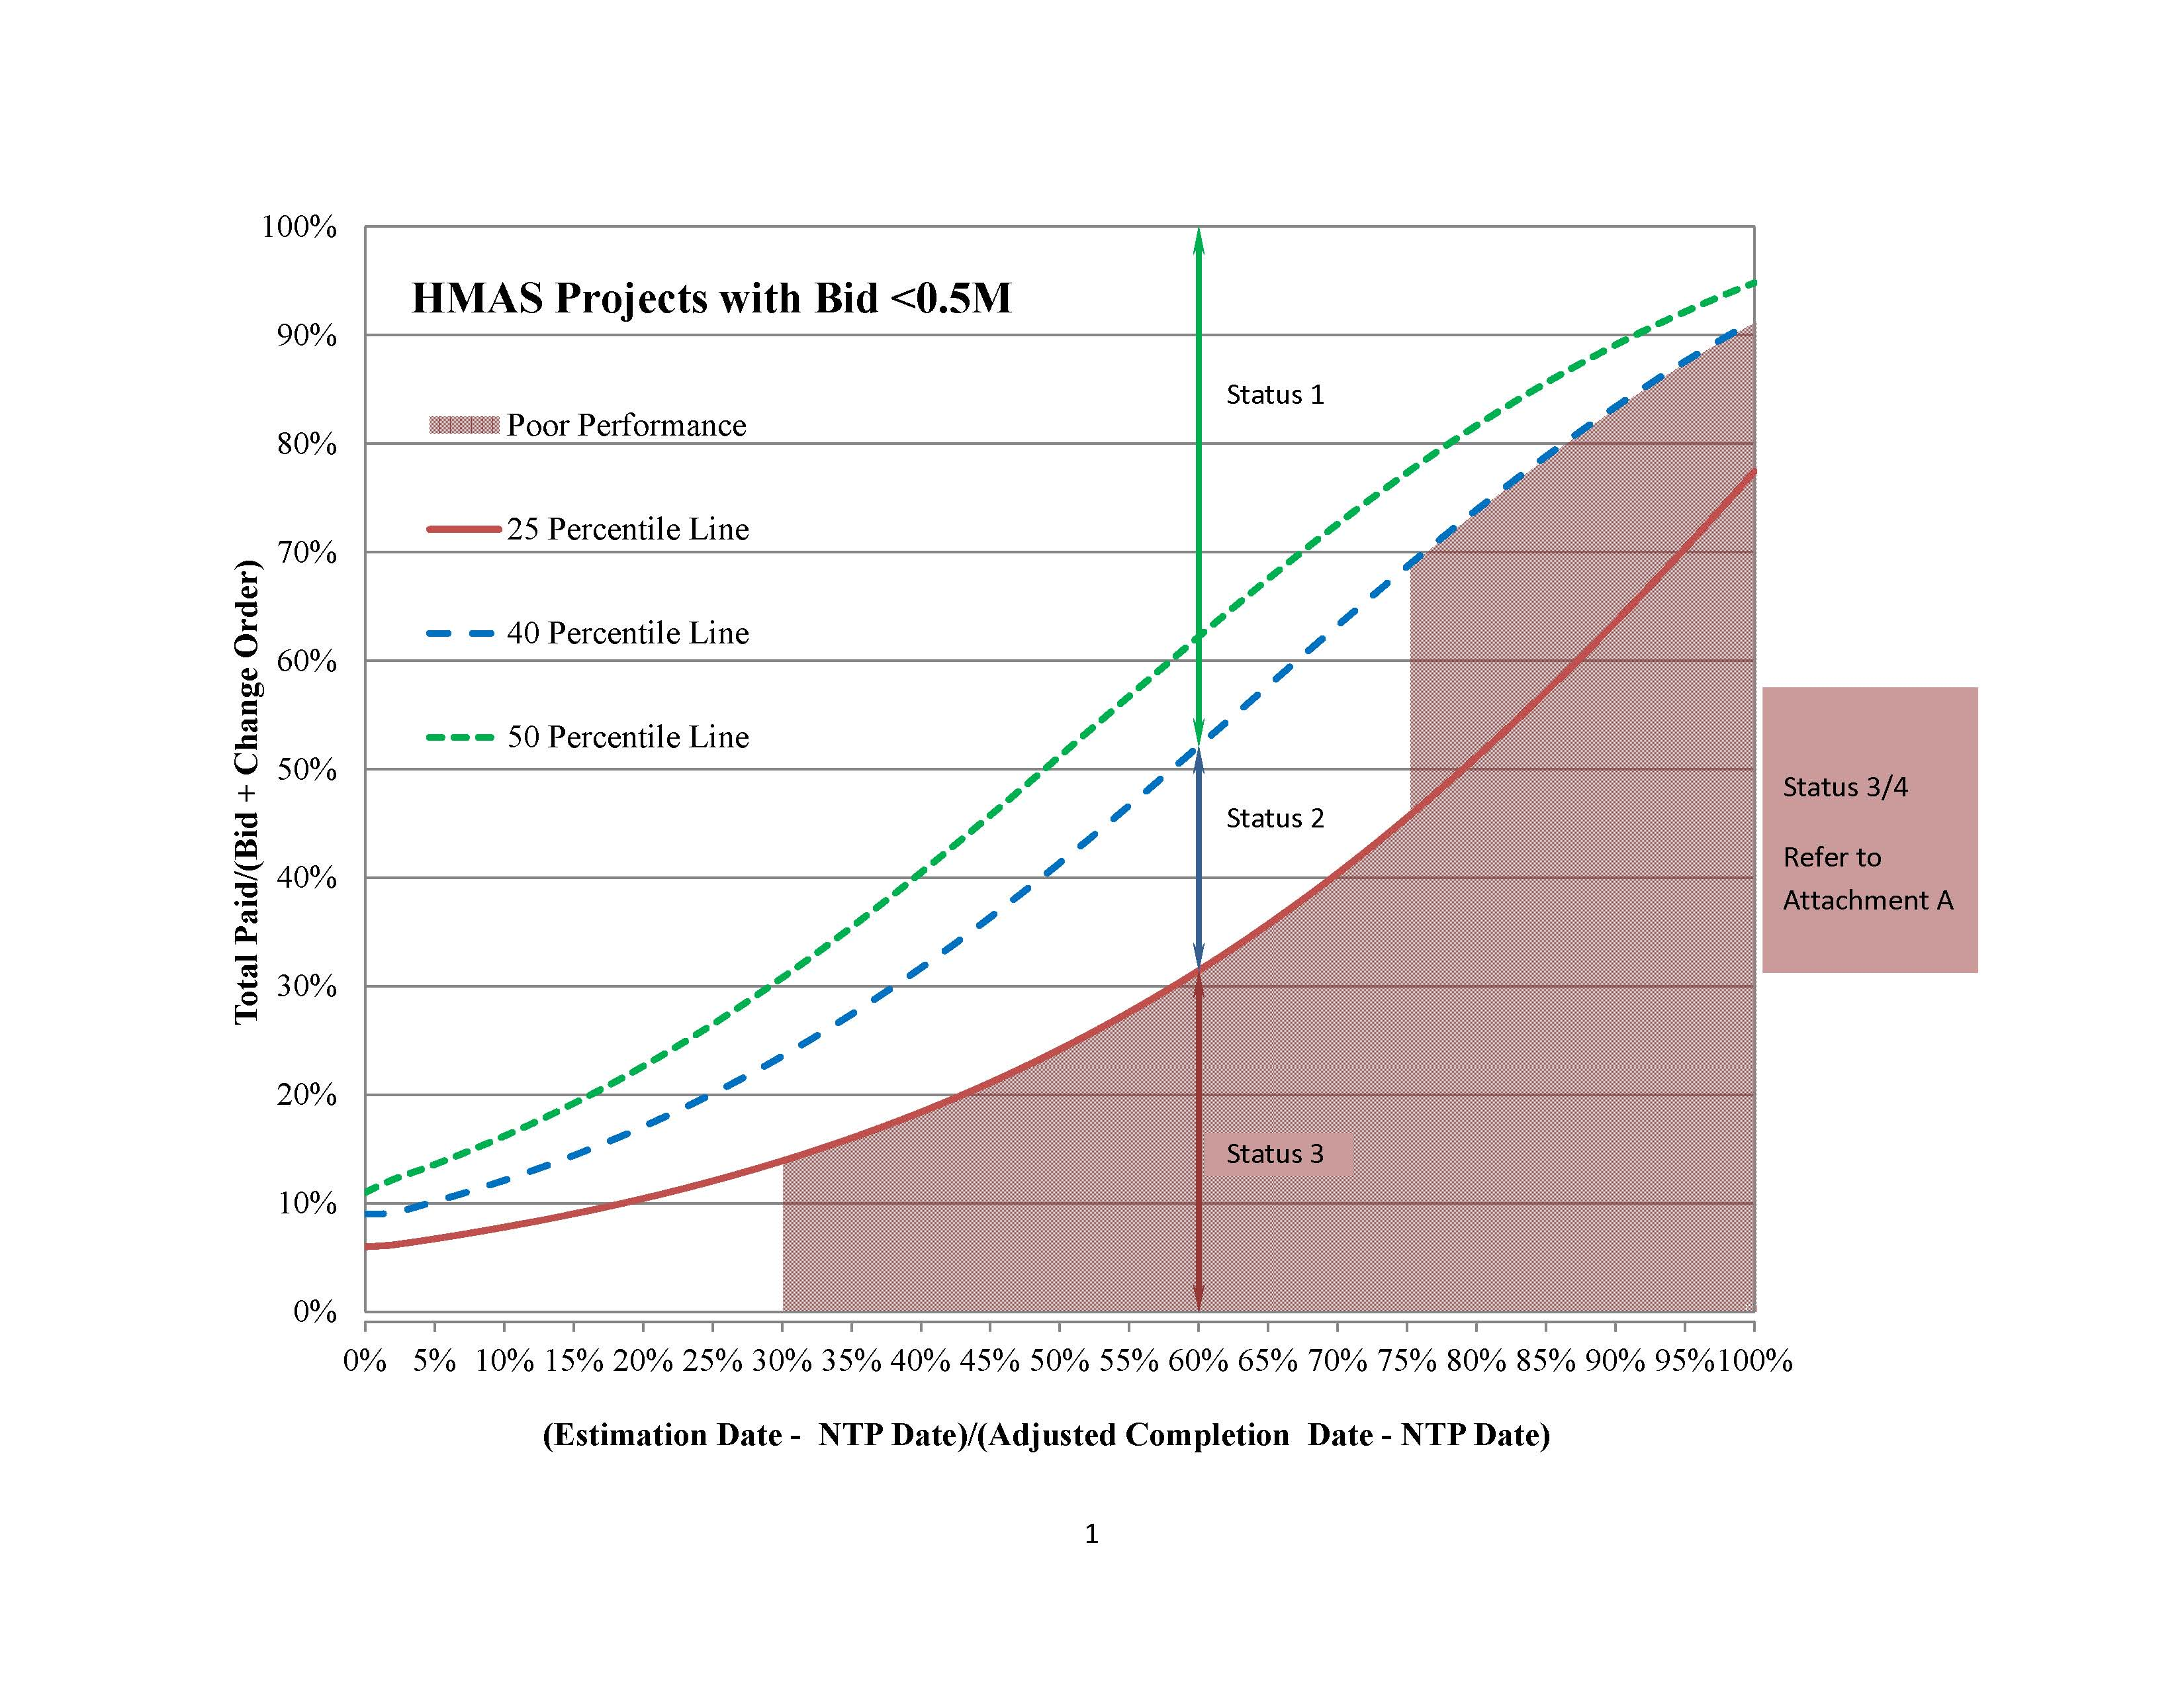 HMAS Projects with Bid <0.5M
Poor Performance
25 Percentile Line
40 Percentile Line
50 Percentile Line
Status 1
Status 2
Status 3
Status 3/4
Refer to
Attachment A
Total Paid/(Bid + Change Order)
100%
90%
80%
70%
60%
50%
40%
30%
20%
10%
0%
0% 5% 10% 15% 20% 25% 30% 35% 40% 45% 50% 55% 60% 65% 70% 75% 80% 85% 90% 95% 100%
(Estimation Date -  NTP Date)/(Adjusted Completion  Date - NTP Date)
1